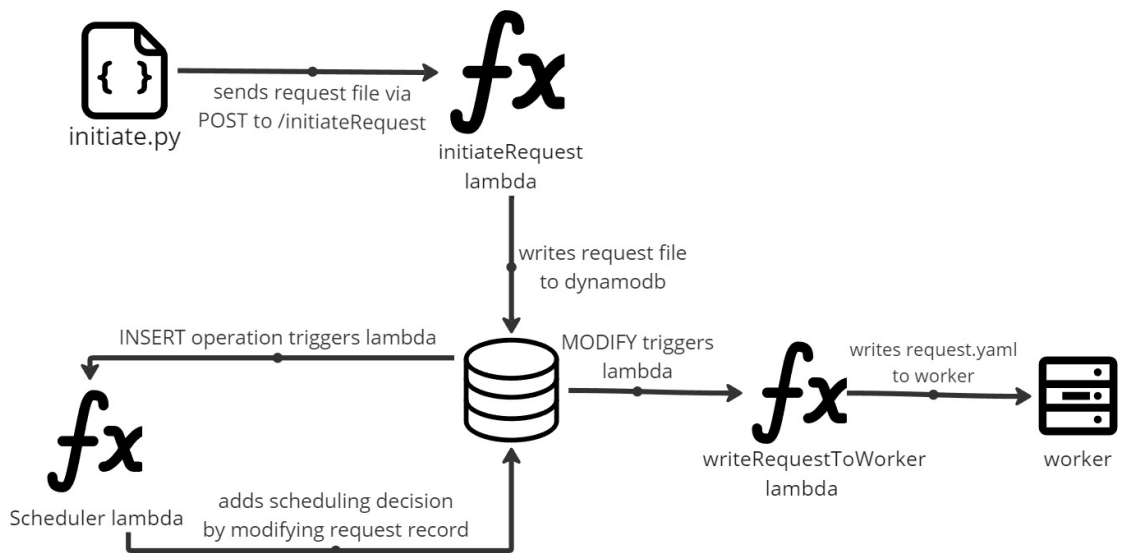 sends request file via
POST to /initiateRequest
initiate.py
initiateRequest
lambda
writes request file
to dynamodb
INSERT operation triggers lambda
MODIFY triggers
lambda
writes request.yaml
to worker
writeRequestToWorker
lambda
worker
adds scheduling decision
by modifying request record
Scheduler lambda